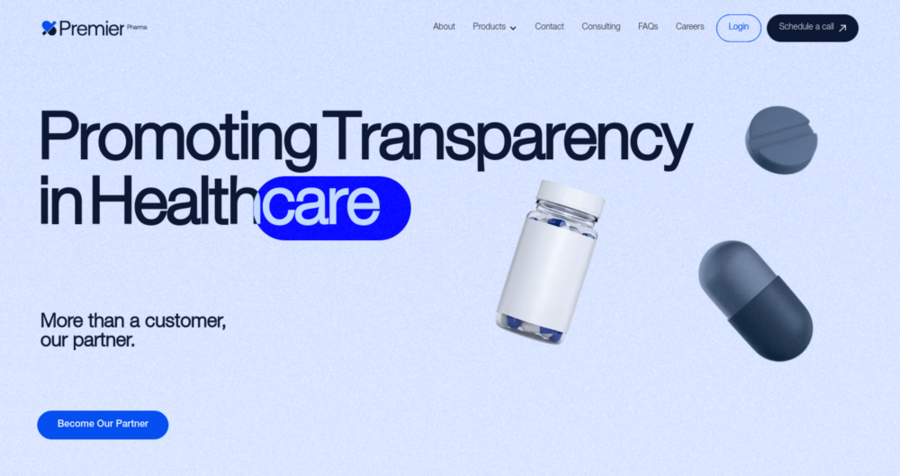 Premier Pharma
About
Products
Contact
Consulting
FAQs
Careers
Login
Schedule a call
Promoting Transparency
in Healthcare
More than a customer,
our partner.
Become Our Partner